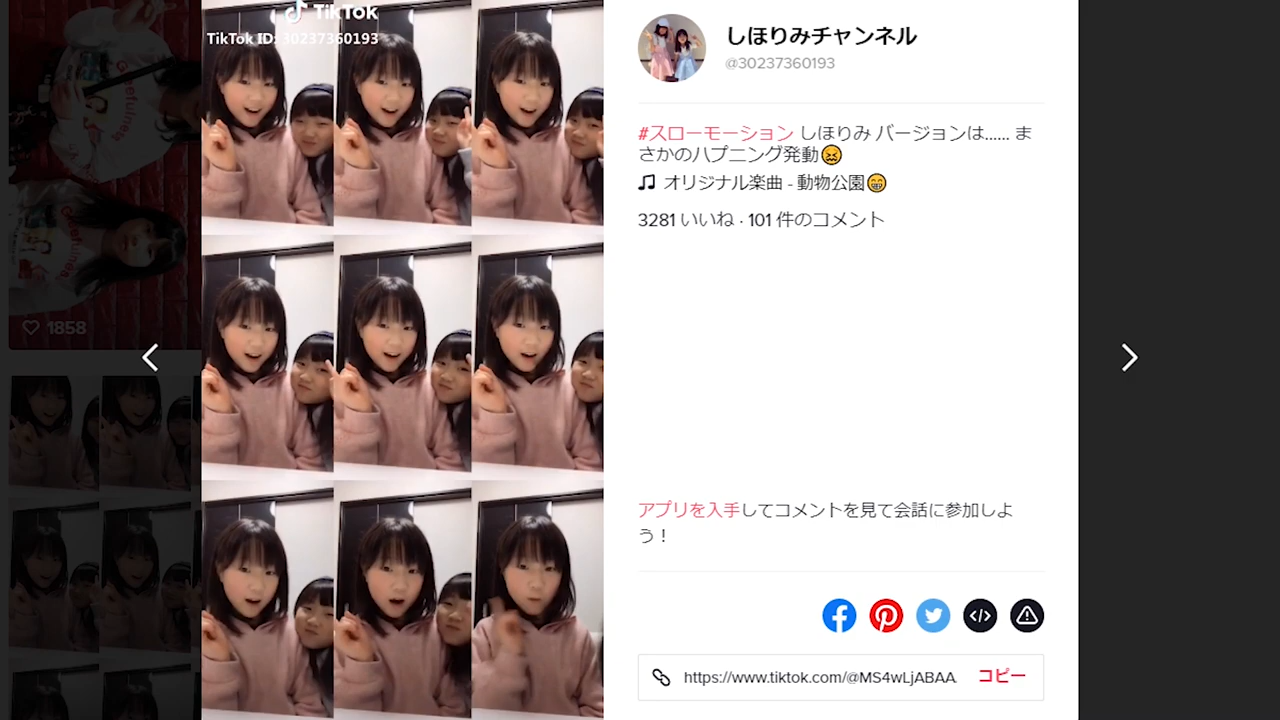 TikTok
TikTok ID: 30237360193
1858
しほりみチャンネル
@30237360193
#スローモーション しほりみ バージョンは...... ま
さかのハプニング発動😖
オリジナル楽曲 - 動物公園😁
3281 いいね · 101 件のコメント
アプリを入手してコメントを見て会話に参加しよ
う！
https://www.tiktok.com/@MS4wLjABAA
コピー